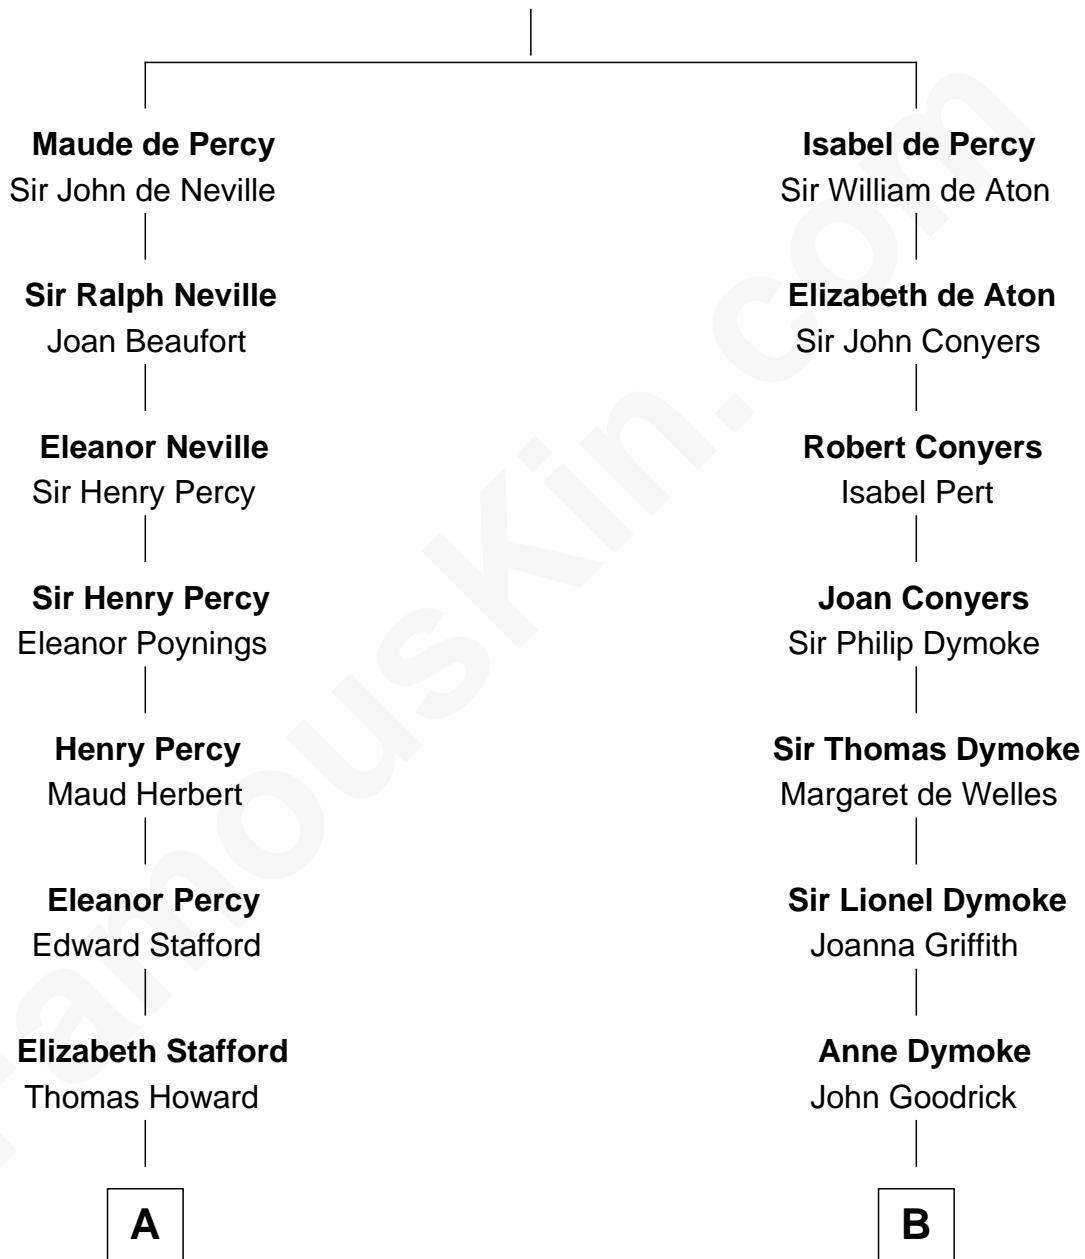 Maude de Percy
Sir John de Neville
Isabel de Percy
Sir William de Aton
Sir Ralph Neville
Joan Beaufort
Elizabeth de Aton
Sir John Conyers
Eleanor Neville
Sir Henry Percy
Robert Conyers
Isabel Pert
Sir Henry Percy
Eleanor Poynings
Joan Conyers
Sir Philip Dymoke
Henry Percy
Maud Herbert
Sir Thomas Dymoke
Margaret de Welles
Eleanor Percy
Edward Stafford
Sir Lionel Dymoke
Joanna Griffith
Elizabeth Stafford
Thomas Howard
Anne Dymoke
John Goodrick
A
B
FamousKin.com